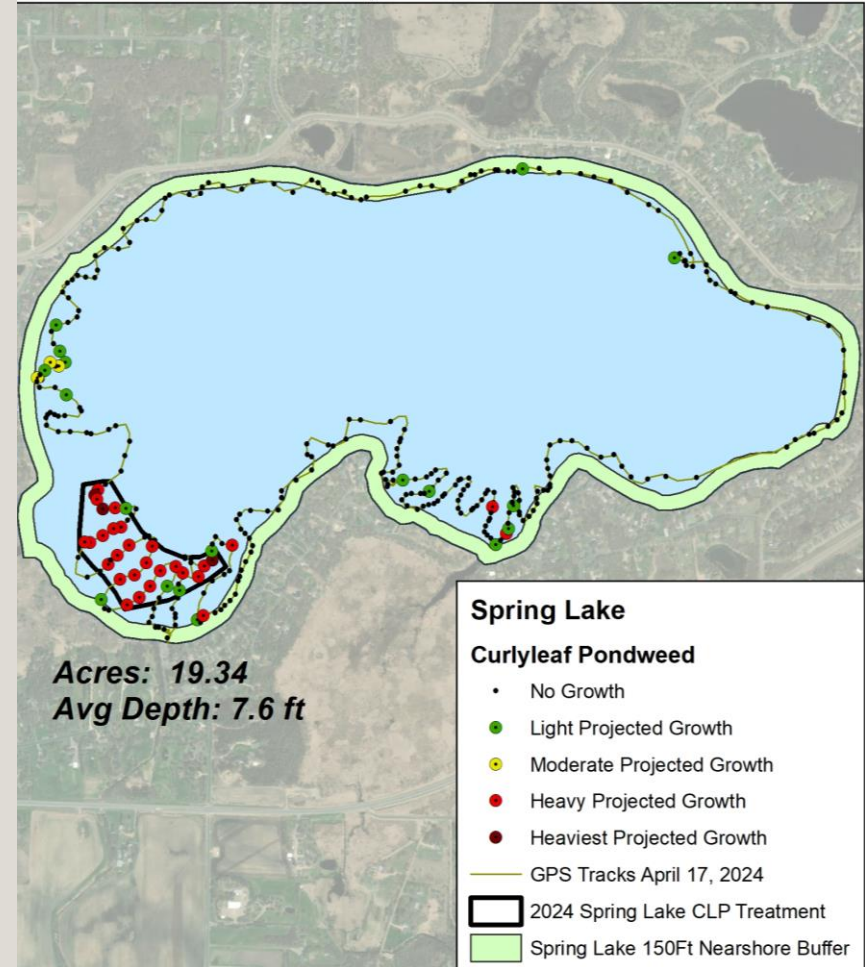 Acres: 19.34
Avg Depth: 7.6 ft
Spring Lake
Curlyleaf Pondweed
No Growth
Light Projected Growth
Moderate Projected Growth
Heavy Projected Growth
Heaviest Projected Growth
GPS Tracks April 17, 2024
2024 Spring Lake CLP Treatment
Spring Lake 150Ft Nearshore Buffer